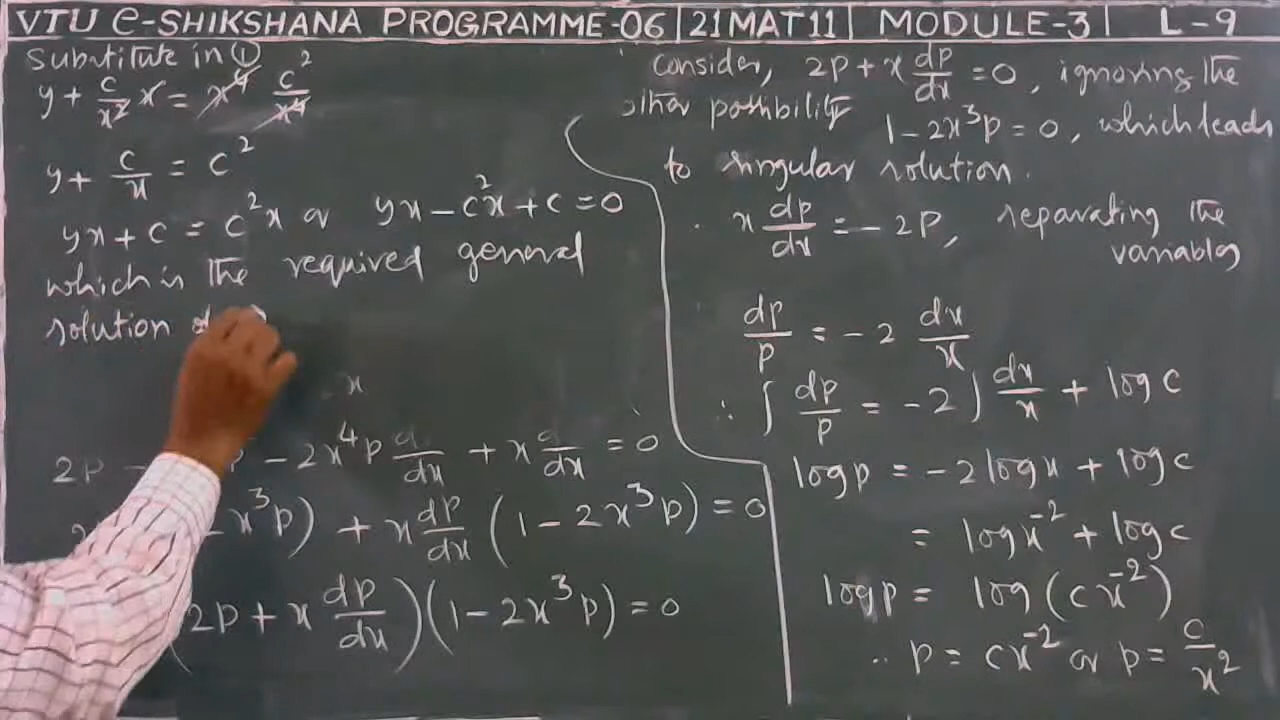 VTU e-SHIKSHANA PROGRAMME-06 | 21MAT11 | MODULE-3 | L-9
Substitute in ①
y + c/x² x = x⁴ c²/x⁴
y + c/x = c²
yx + c = c²x or yx - c²x + c = 0
which is the required general
solution
x
2p - 2x⁴p d/dx + x d/dx = 0
x³p) + x dp/dx (1 - 2x³p) = 0
(2p + x dp/dx)(1 - 2x³p) = 0
consider, 2p + x dp/dx = 0, ignoring the
other possibility 1 - 2x³p = 0, which leads
to singular solution.
x dp/dx = -2p, separating the
variables
dp/p = -2 dx/x
∴ ∫ dp/p = -2 ∫ dx/x + log c
log p = -2 log x + log c
= log x⁻² + log c
log p = log (cx⁻²)
∴ p = cx⁻² or p = c/x²